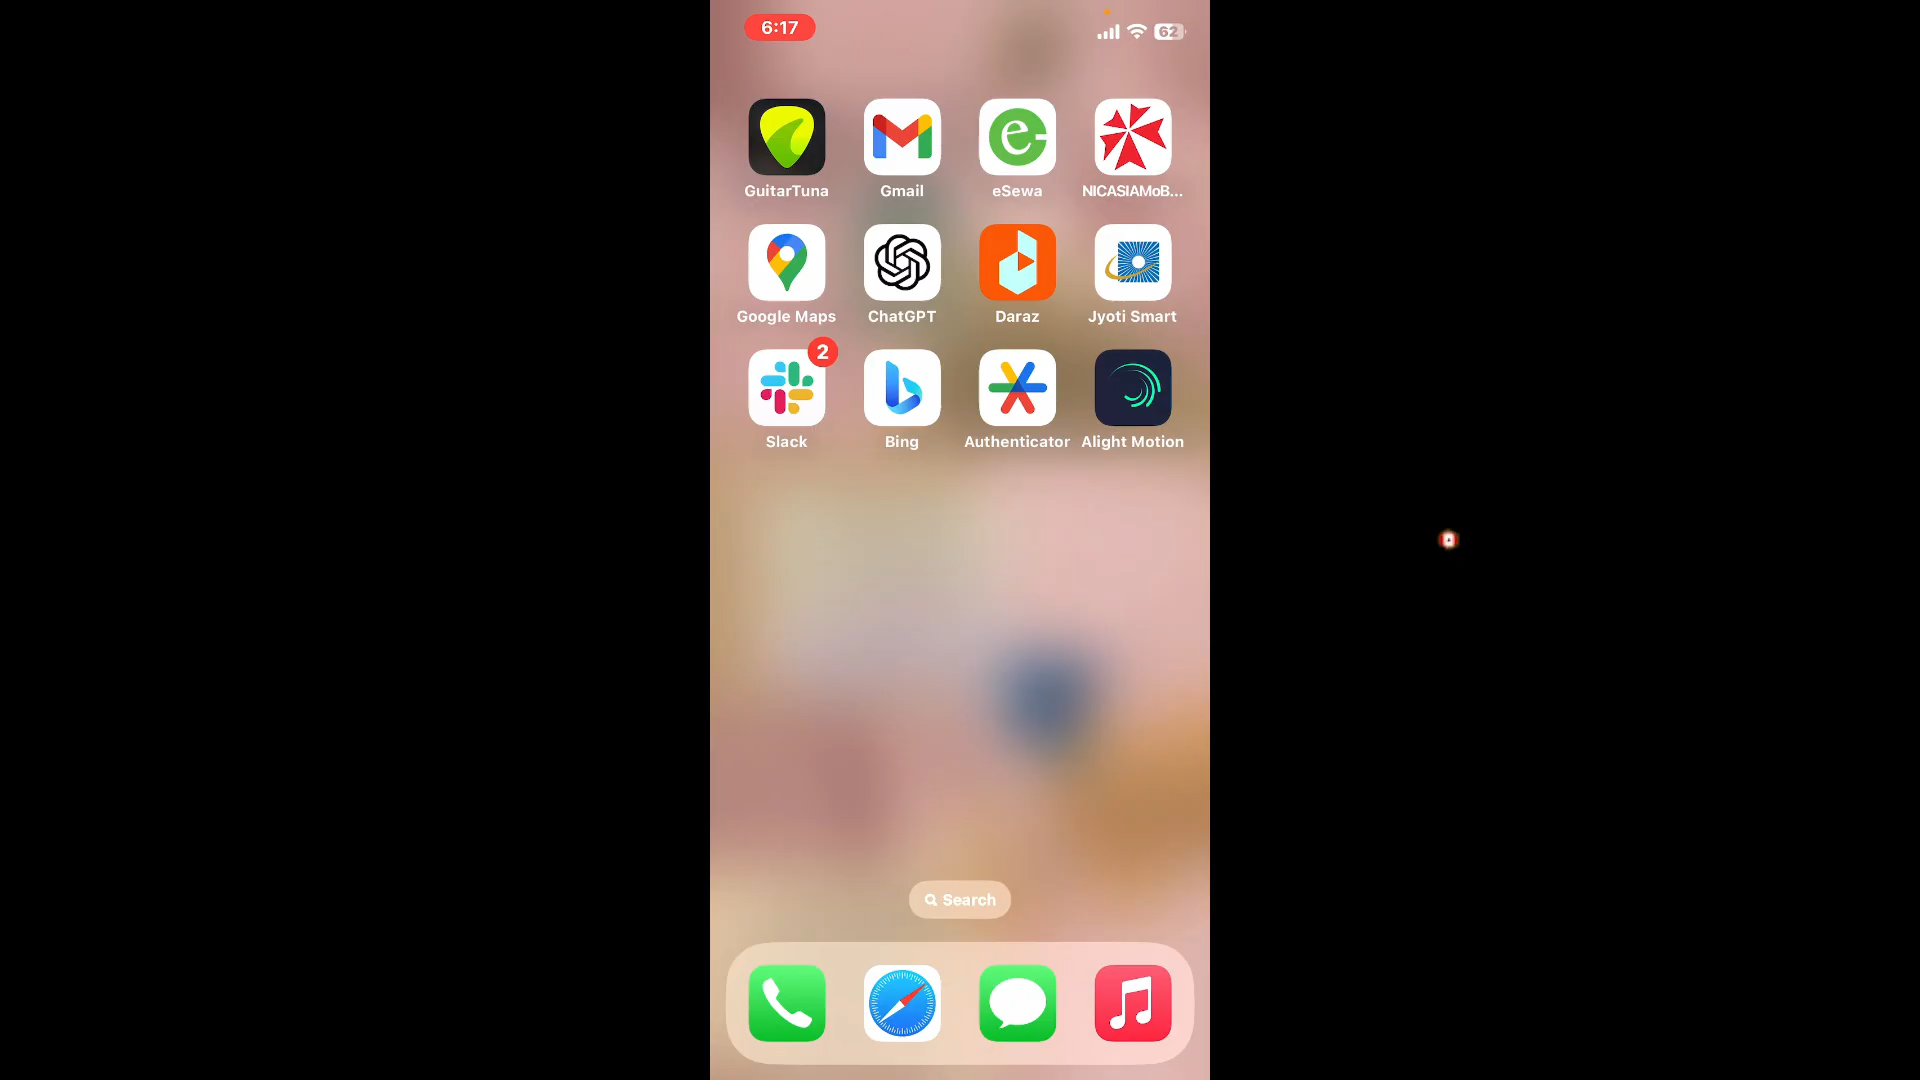 6:17
62
GuitarTuna Gmail eSewa NICASIAMoB...
Google Maps ChatGPT Daraz Jyoti Smart
2
Slack Bing Authenticator Alight Motion
Search